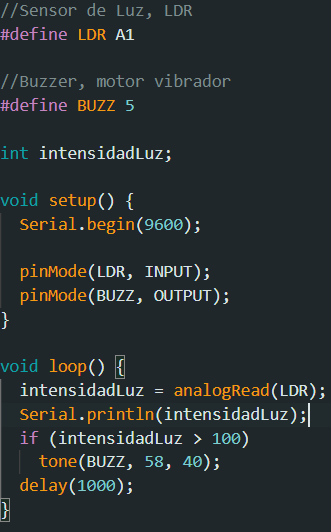 //Sensor de Luz, LDR
#define LDR A1
//Buzzer, motor vibrador
#define BUZZ 5
int intensidadLuz;
void setup() {
Serial.begin(9600);
pinMode(LDR, INPUT);
pinMode(BUZZ, OUTPUT);
}
void loop() {
intensidadLuz = analogRead(LDR);
Serial.println(intensidadLuz);
if (intensidadLuz > 100)
tone(BUZZ, 58, 40);
delay(1000);
}